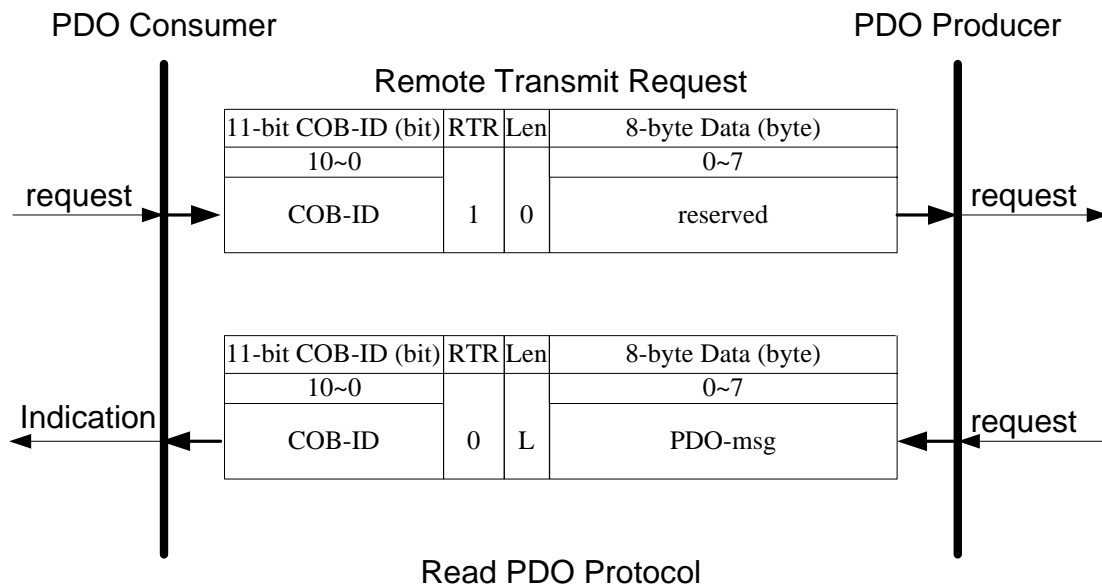 PDO Consumer
PDO Producer
Remote Transmit Request
11-bit COB-ID (bit) RTR Len 8-byte Data (byte)
10~0 0~7
request
COB-ID 1 0 reserved
request
11-bit COB-ID (bit) RTR Len 8-byte Data (byte)
10~0 0~7
Indication
COB-ID 0 L PDO-msg
request
Read PDO Protocol